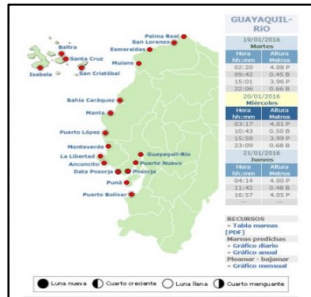 Palma Real
San Lorenzo
Esmeraldas
Muisne
Baltra
Santa Cruz
Isabela
San Cristóbal
Bahía Caráquez
Manta
Puerto López
Monteverde
La Libertad
Anconcito
Data Posorja
Guayaquil-Río
Puerto Nuevo
Posorja
Puná
Puerto Bolívar
GUAYAQUIL-RÍO
19/01/2016
Martes
Hora hh:mm Altura Metros
02:20 4.08 P
09:42 0.45 B
15:01 3.96 P
22:06 0.66 B
20/01/2016
Miércoles
Hora hh:mm Altura Metros
03:17 4.01 P
10:43 0.50 B
15:59 3.99 P
23:09 0.68 B
21/01/2016
Jueves
Hora hh:mm Altura Metros
04:14 4.00 P
11:42 0.48 B
16:57 4.05 P
RECURSOS
» Tabla mareas [PDF]
Mareas predichas
» Gráfico diario
» Gráfico anual
Pleamar - bajamar
» Gráfico mensual
Luna nueva
Cuarto creciente
Luna llena
Cuarto menguante